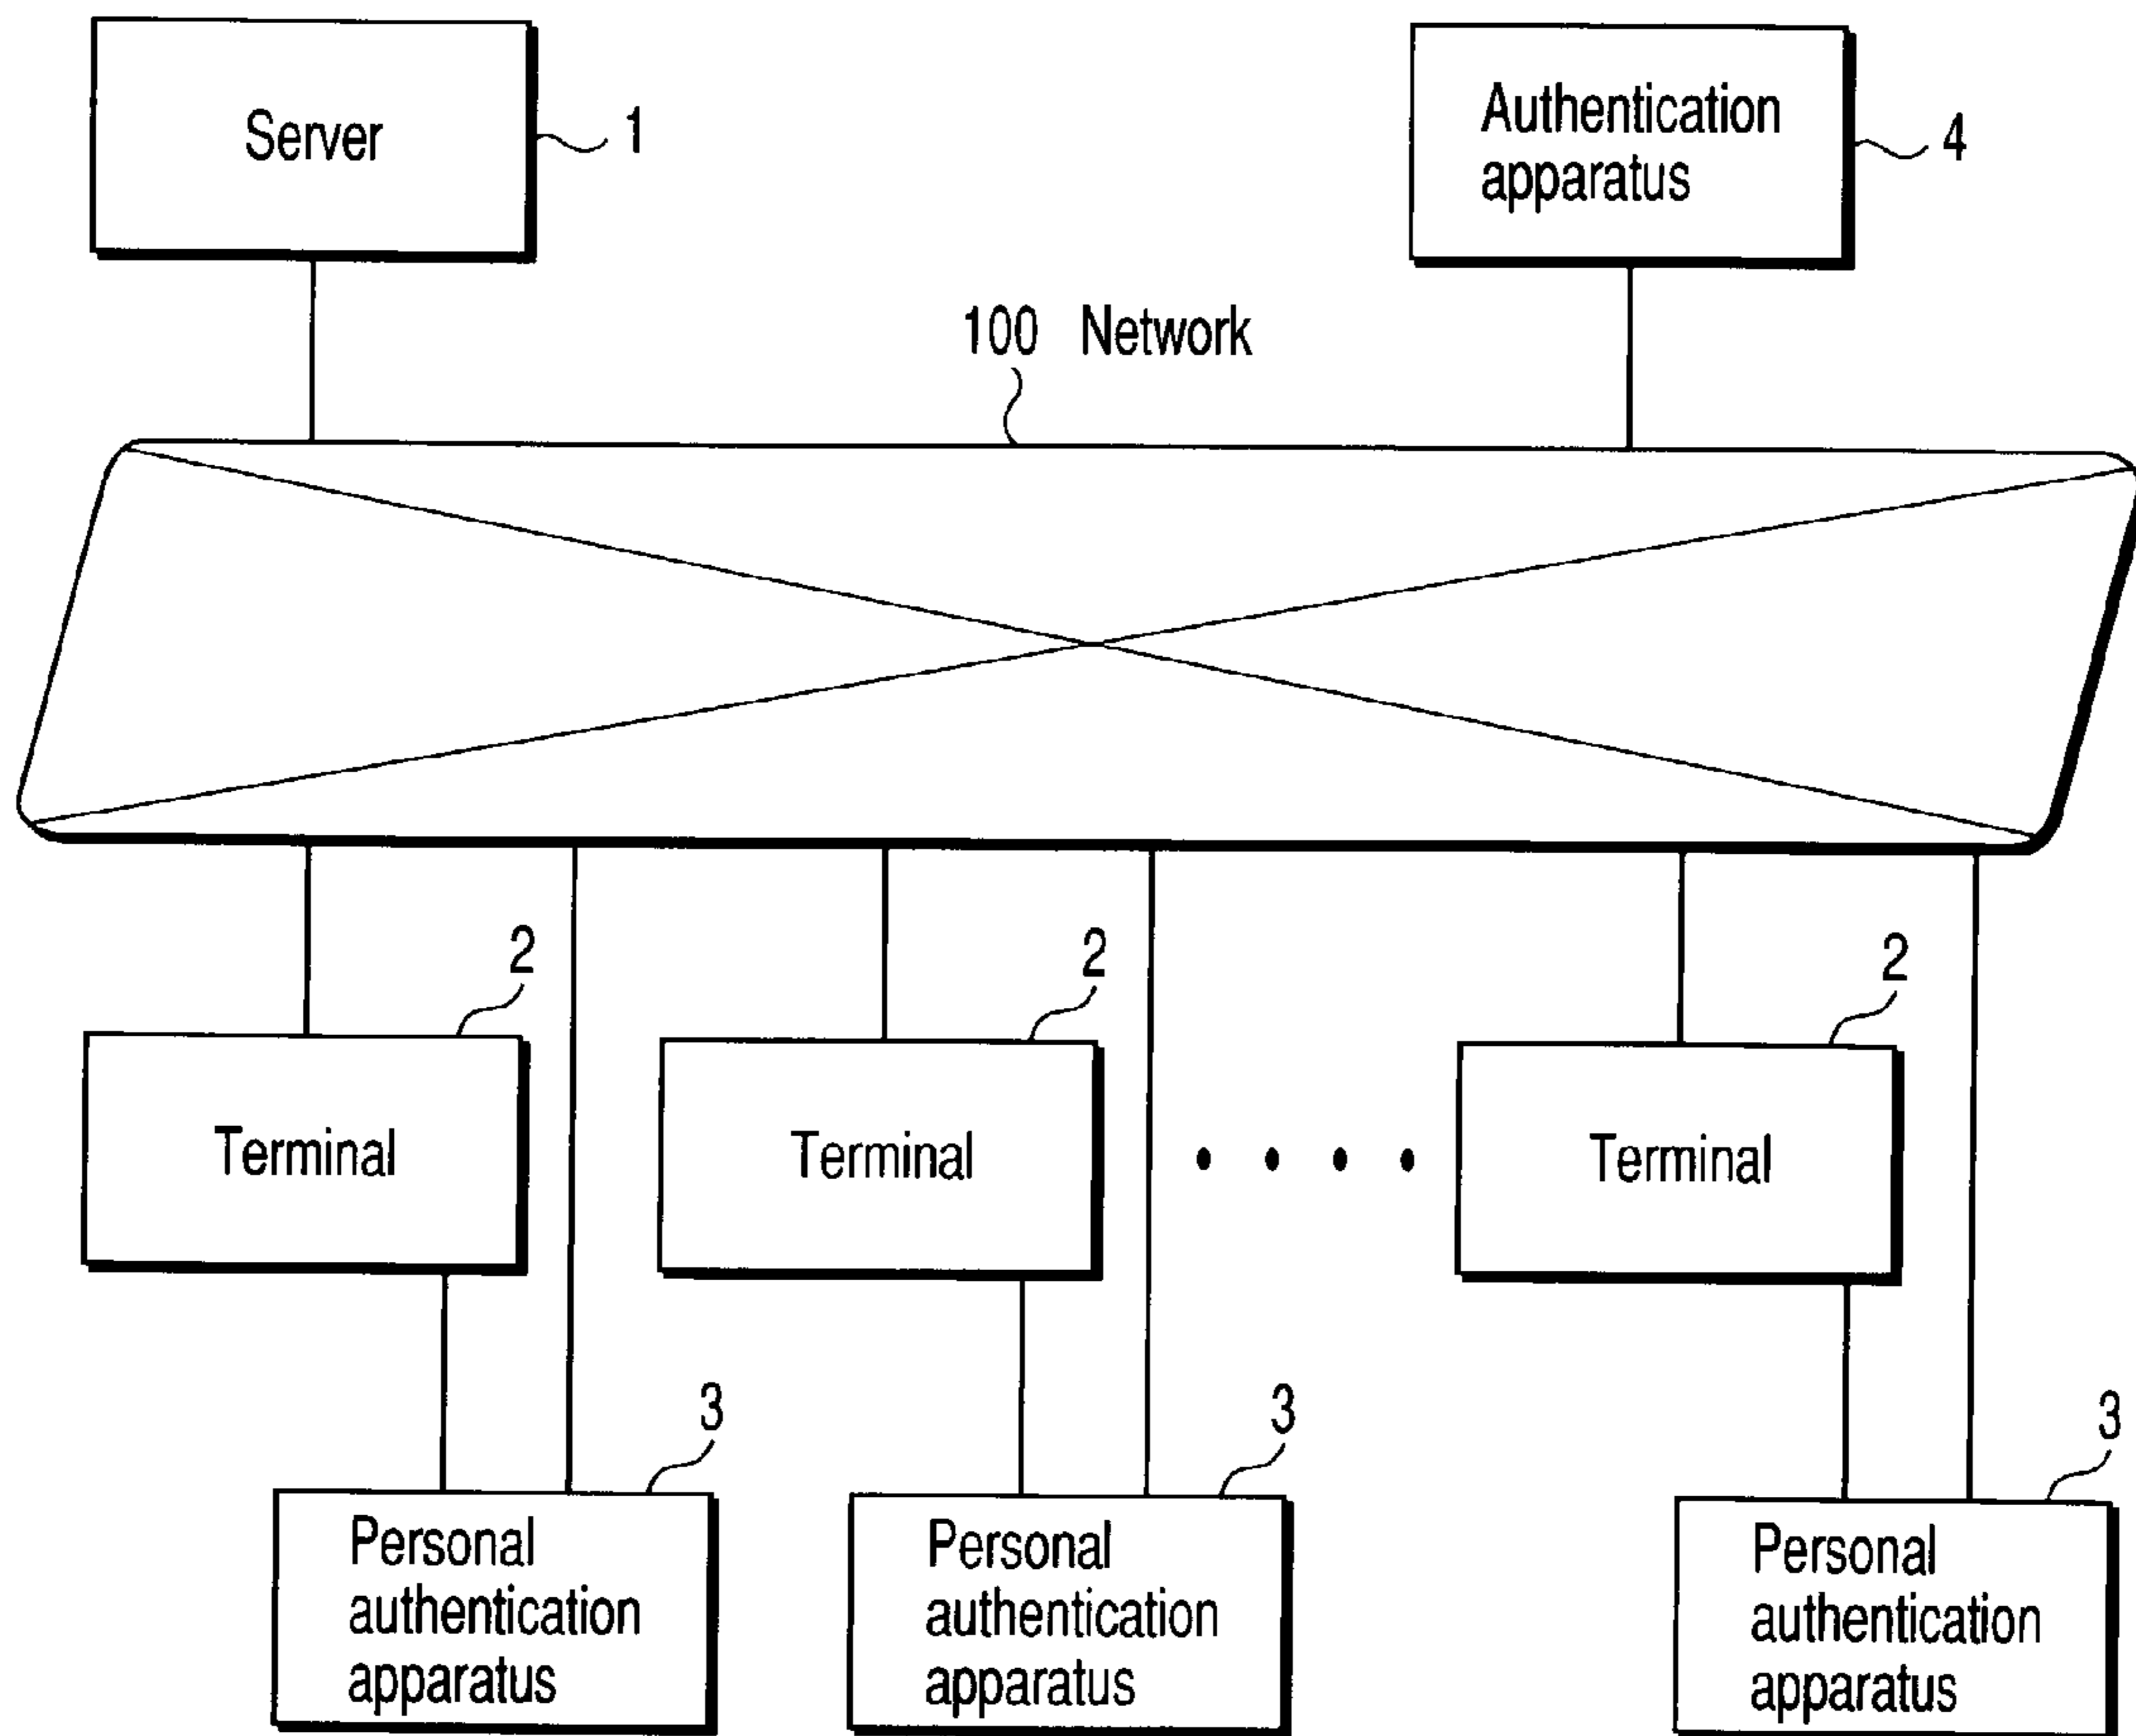 Server
1
Authentication
apparatus
4
100 Network
2
2
2
Terminal
Terminal
Terminal
3
3
3
Personal
authentication
apparatus
Personal
authentication
apparatus
Personal
authentication
apparatus